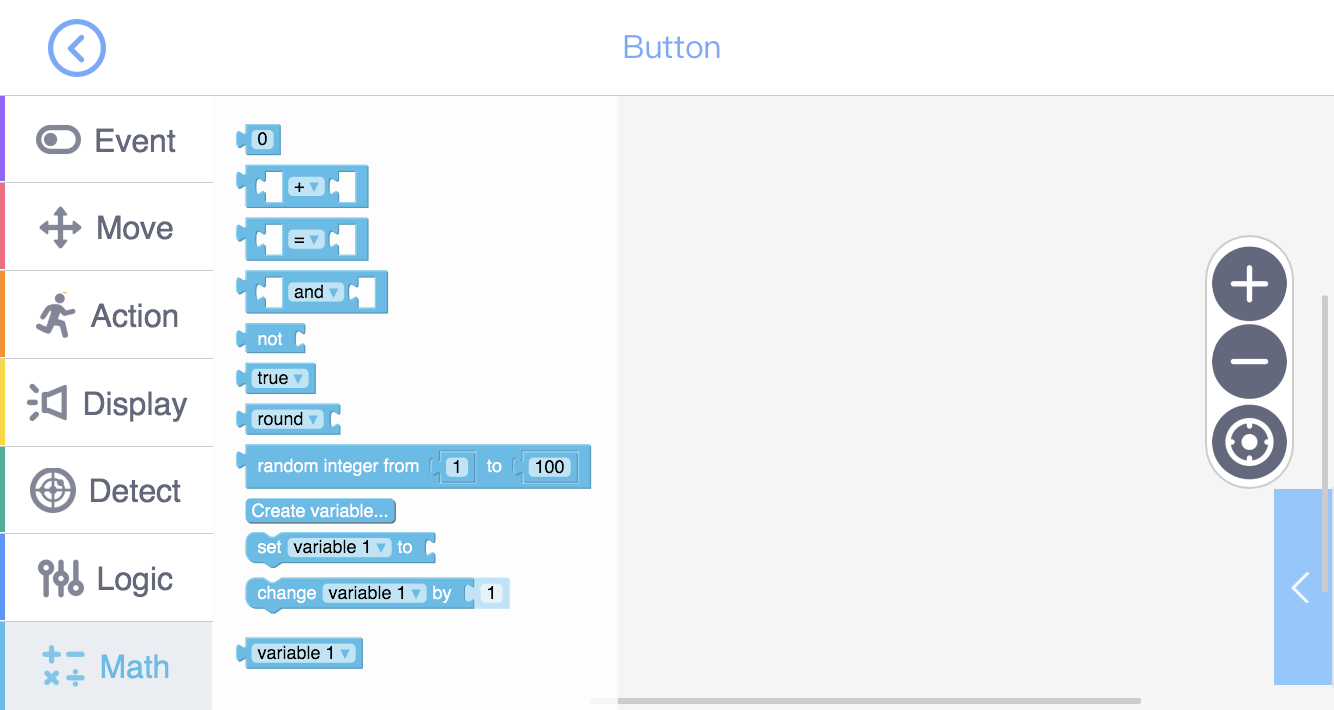 Button
Event
Move
Action
Display
Detect
Logic
Math
0
+
=
and
not
true
round
random integer from 1 to 100
Create variable...
set variable 1 to
change variable 1 by 1
variable 1